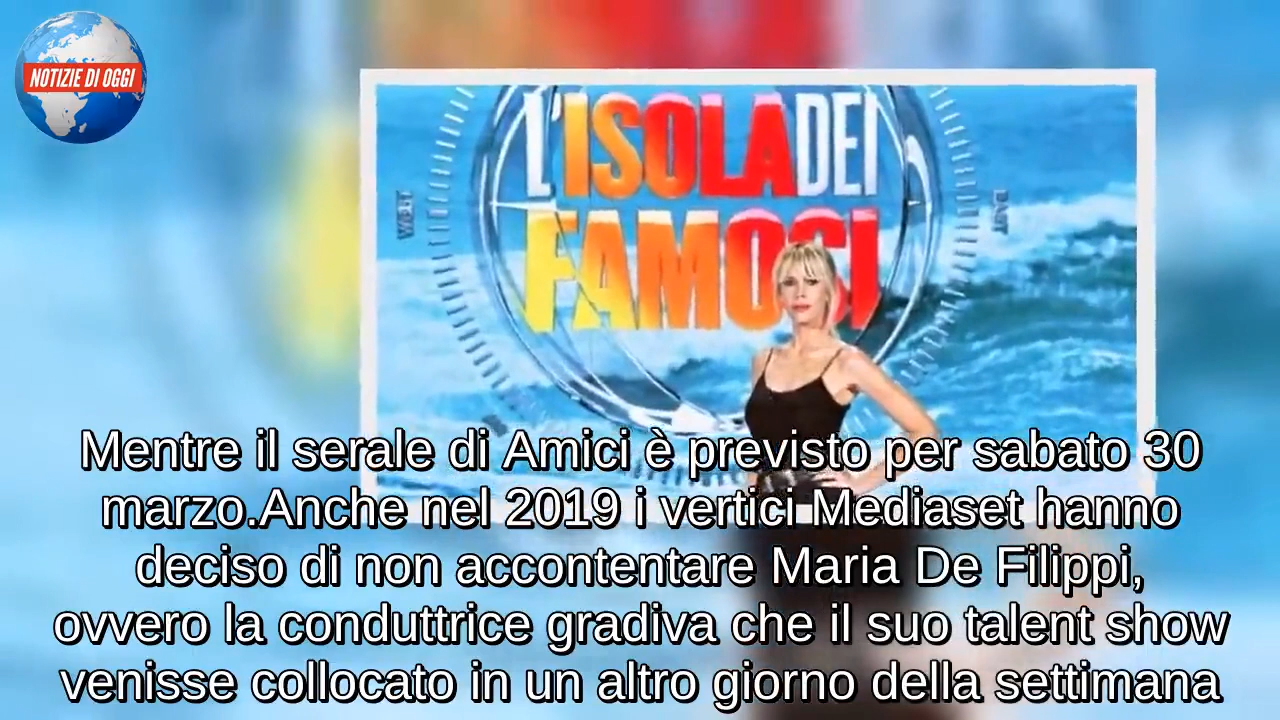 NOTIZIE DI OGGI
L'ISOLA DEI
FAMOSI
WEST
EAST
Mentre il serale di Amici è previsto per sabato 30
marzo.Anche nel 2019 i vertici Mediaset hanno
deciso di non accontentare Maria De Filippi,
ovvero la conduttrice gradiva che il suo talent show
venisse collocato in un altro giorno della settimana